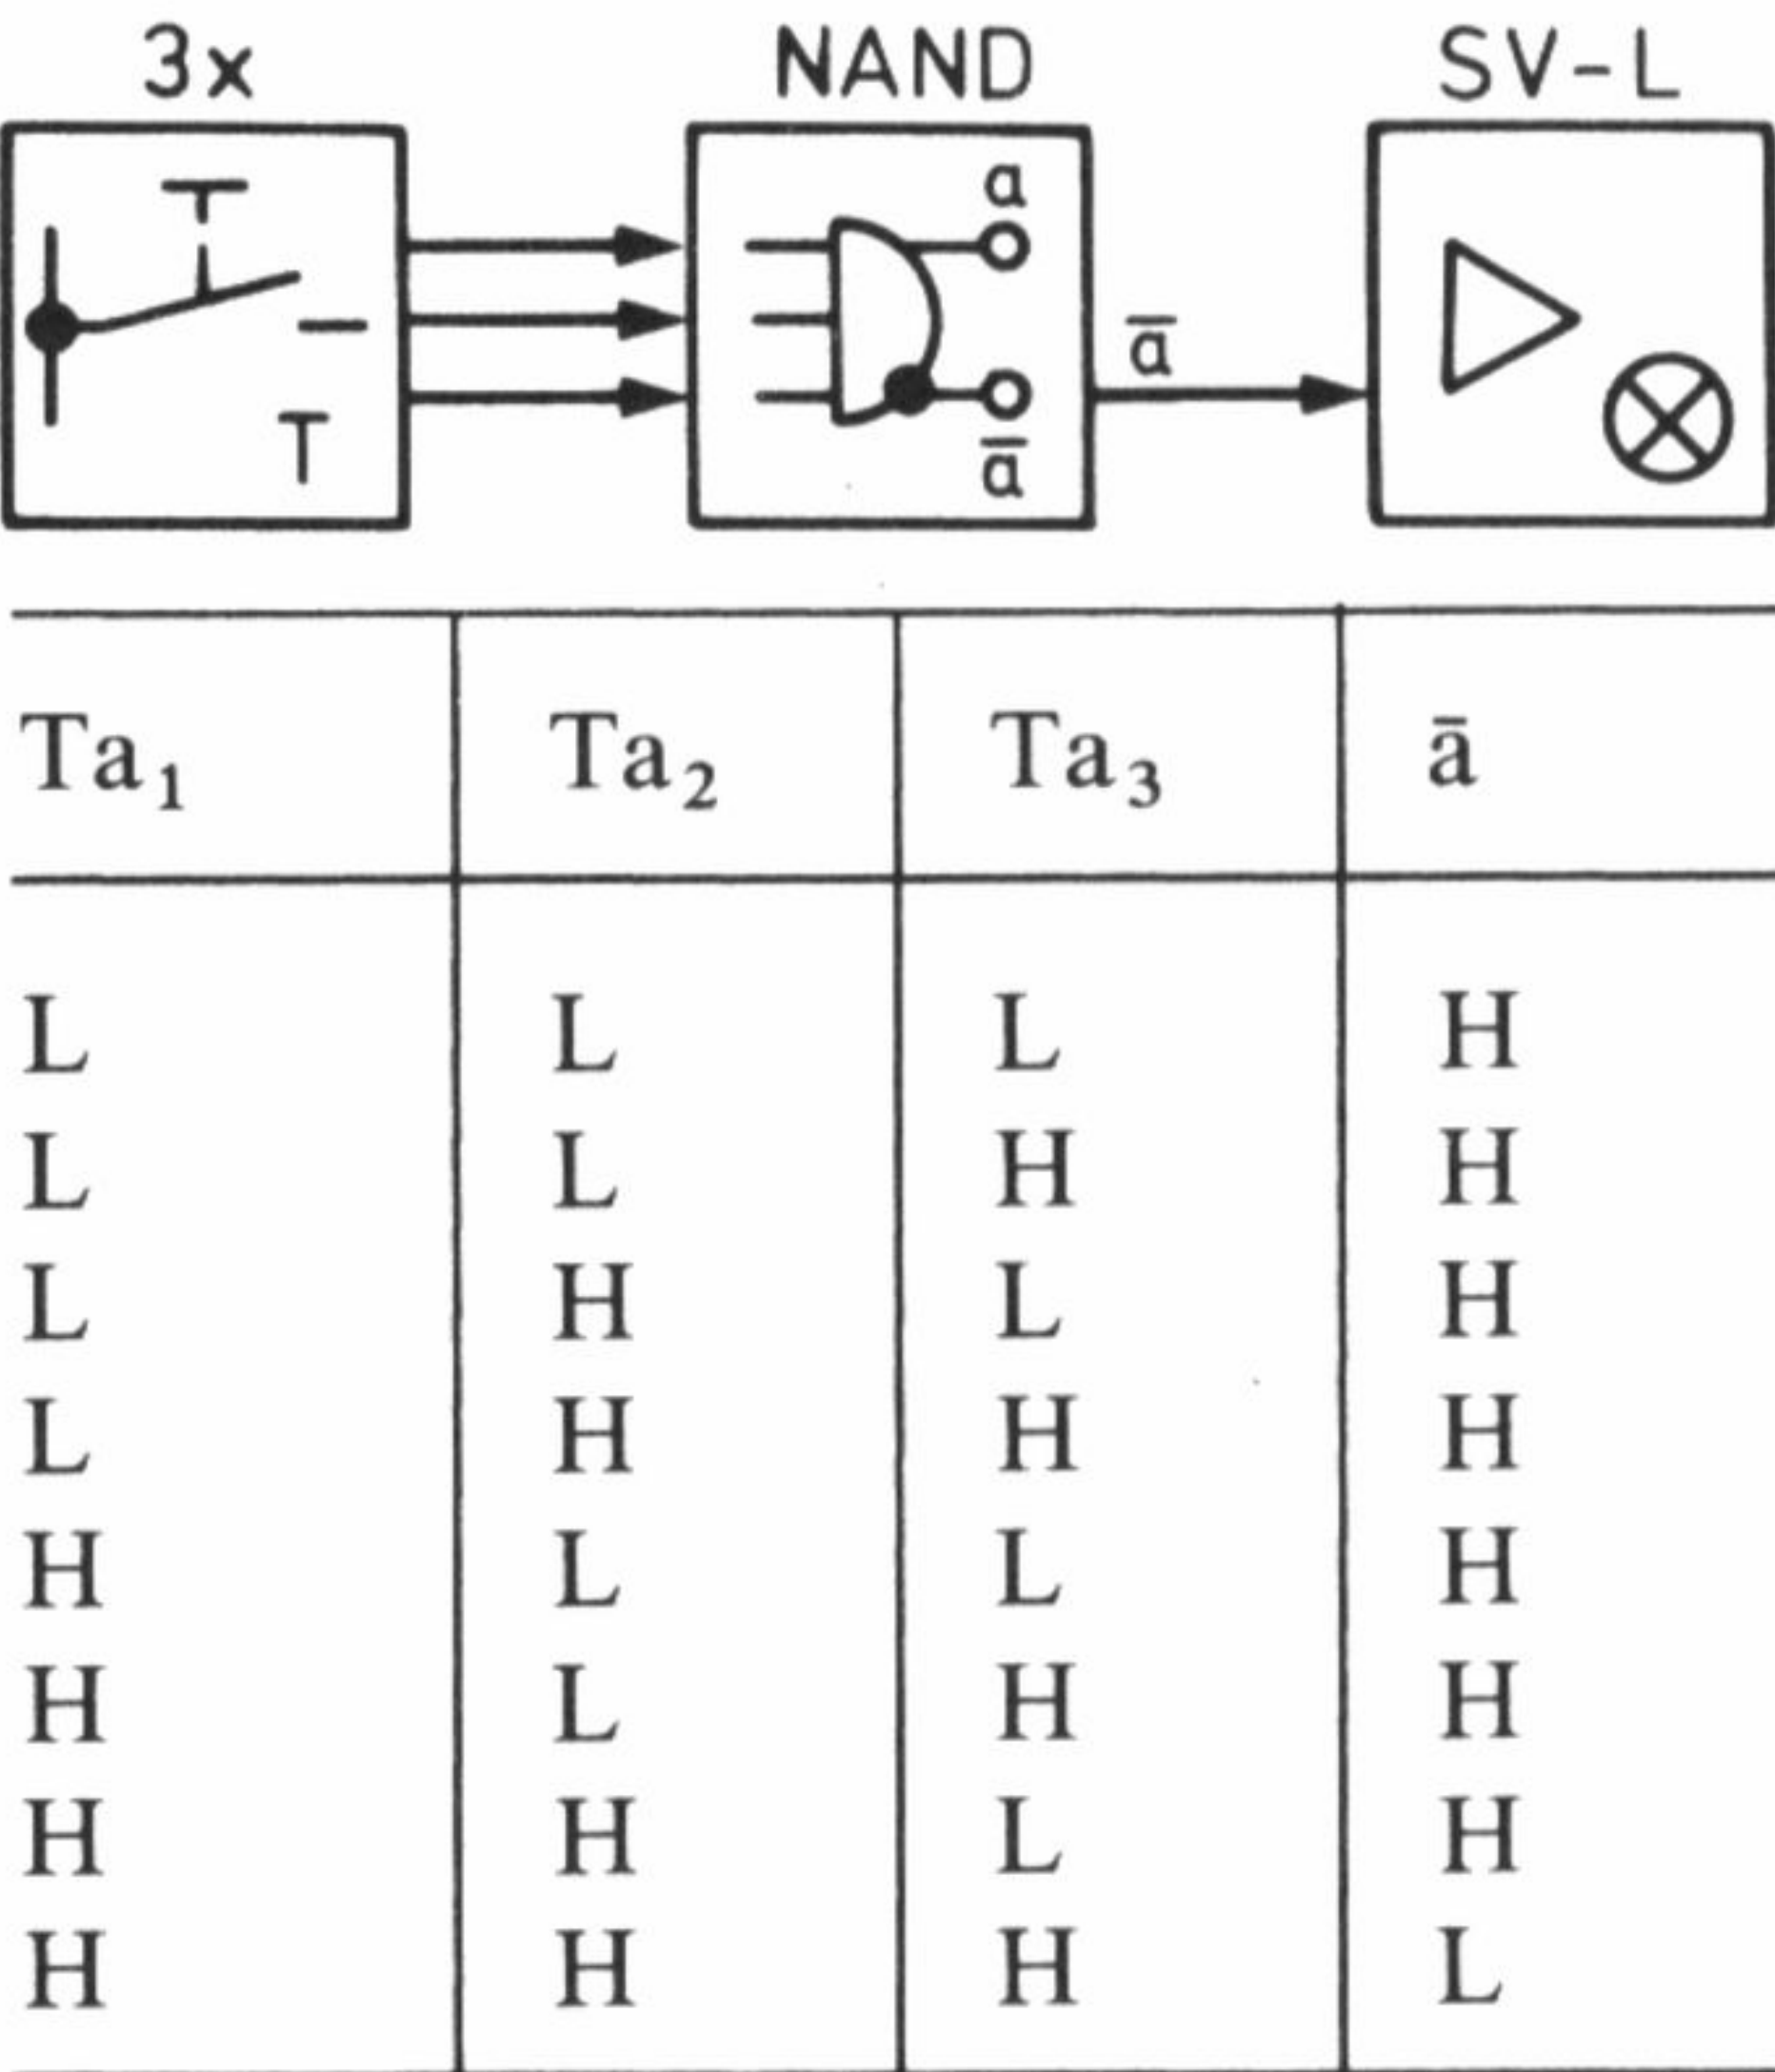 3x NAND SV-L
T a
— ā
T ā
Ta₁ Ta₂ Ta₃ ā
L L L H
L L H H
L H L H
L H H H
H L L H
H L H H
H H L H
H H H L